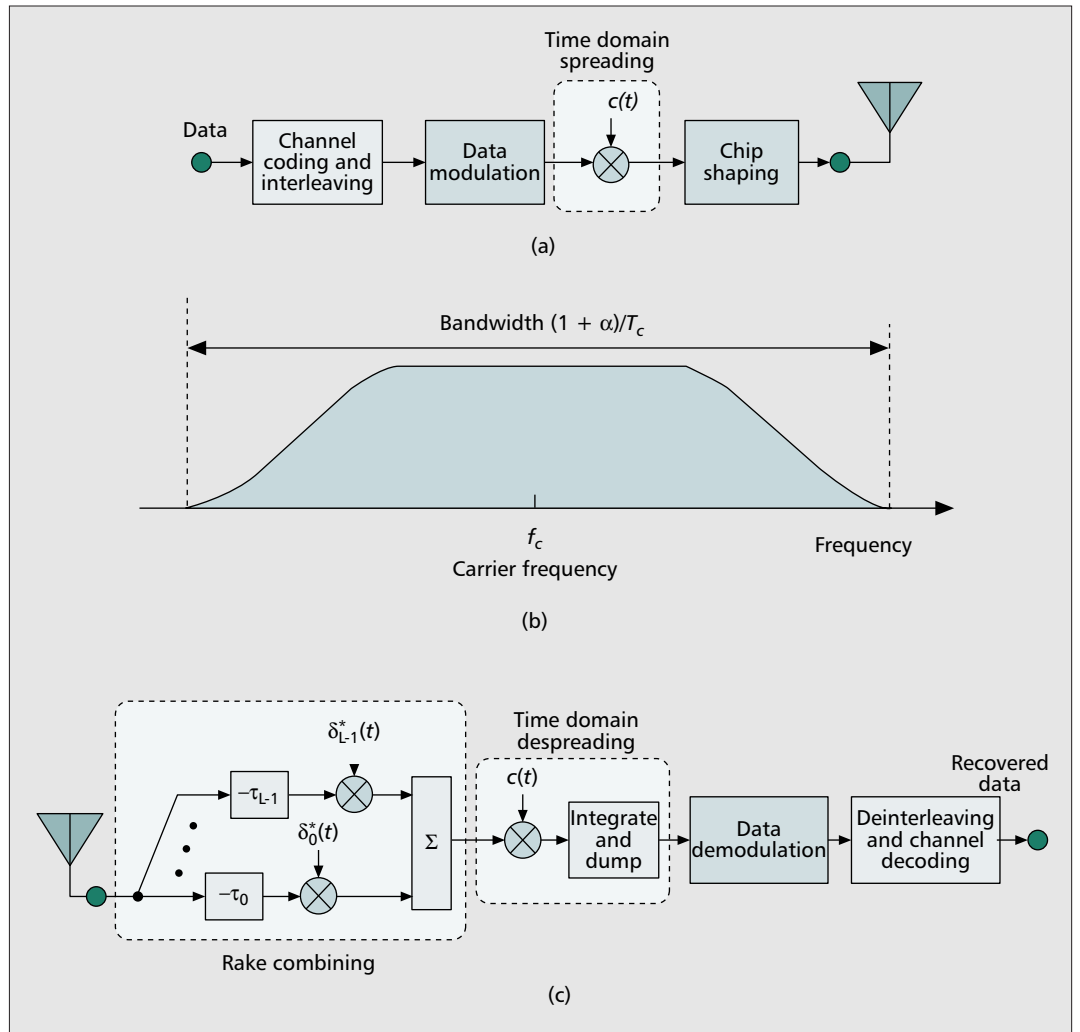 Time domain
spreading
c(t)
Data
Channel
coding and
interleaving
Data
modulation
Chip
shaping
(a)
Bandwidth (1 + α)/T_c
f_c
Carrier frequency
Frequency
(b)
Time domain
despreading
δ*_L-1(t)
c(t)
Recovered
data
−τ_L-1
δ*_0(t)
Σ
Integrate
and
dump
Data
demodulation
Deinterleaving
and channel
decoding
−τ_0
Rake combining
(c)